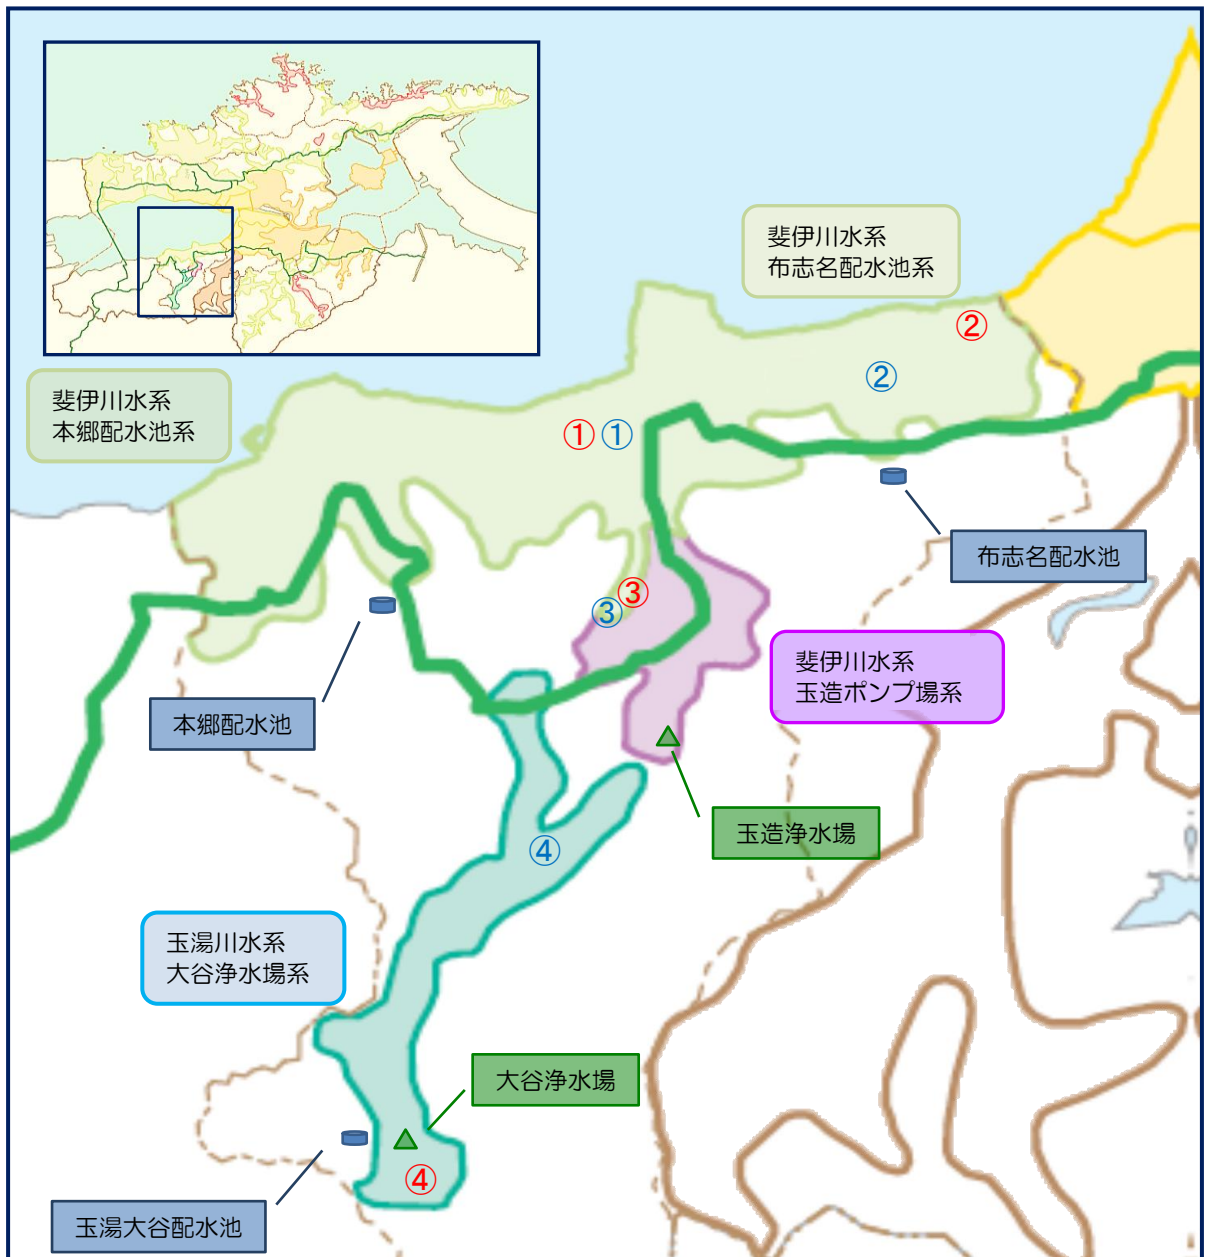 斐伊川水系
布志名配水池系
②
②
斐伊川水系
本郷配水池系
① ①
布志名配水池
③
③
斐伊川水系
玉造ポンプ場系
本郷配水池
玉造浄水場
④
玉湯川水系
大谷浄水場系
大谷浄水場
④
玉湯大谷配水池